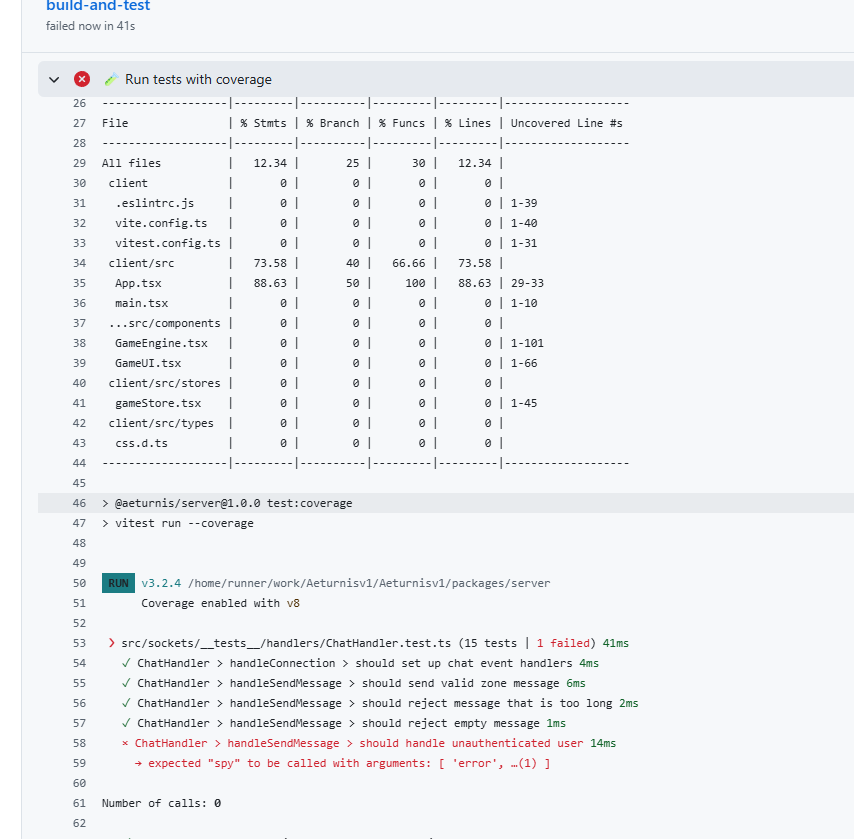 build-and-test
failed now in 41s
Run tests with coverage
26 -------------------|---------|----------|---------|---------|-------------------
27 File               | % Stmts | % Branch | % Funcs | % Lines | Uncovered Line #s
28 -------------------|---------|----------|---------|---------|-------------------
29 All files          |   12.34 |       25 |      30 |   12.34 |
30  client            |       0 |        0 |       0 |       0 |
31   .eslintrc.js     |       0 |        0 |       0 |       0 | 1-39
32   vite.config.ts   |       0 |        0 |       0 |       0 | 1-40
33   vitest.config.ts |       0 |        0 |       0 |       0 | 1-31
34  client/src        |   73.58 |       40 |   66.66 |   73.58 |
35   App.tsx          |   88.63 |       50 |     100 |   88.63 | 29-33
36   main.tsx         |       0 |        0 |       0 |       0 | 1-10
37  ...src/components |       0 |        0 |       0 |       0 |
38   GameEngine.tsx   |       0 |        0 |       0 |       0 | 1-101
39   GameUI.tsx       |       0 |        0 |       0 |       0 | 1-66
40  client/src/stores |       0 |        0 |       0 |       0 |
41   gameStore.tsx    |       0 |        0 |       0 |       0 | 1-45
42  client/src/types  |       0 |        0 |       0 |       0 |
43   css.d.ts         |       0 |        0 |       0 |       0 |
44 -------------------|---------|----------|---------|---------|-------------------
45
46 > @aeturnis/server@1.0.0 test:coverage
47 > vitest run --coverage
48
49
50 RUN v3.2.4 /home/runner/work/Aeturnisv1/Aeturnisv1/packages/server
51 Coverage enabled with v8
52
53 ❯ src/sockets/__tests__/handlers/ChatHandler.test.ts (15 tests | 1 failed) 41ms
54 ✓ ChatHandler > handleConnection > should set up chat event handlers 4ms
55 ✓ ChatHandler > handleSendMessage > should send valid zone message 6ms
56 ✓ ChatHandler > handleSendMessage > should reject message that is too long 2ms
57 ✓ ChatHandler > handleSendMessage > should reject empty message 1ms
58 × ChatHandler > handleSendMessage > should handle unauthenticated user 14ms
59 → expected "spy" to be called with arguments: [ 'error', …(1) ]
60
61 Number of calls: 0
62